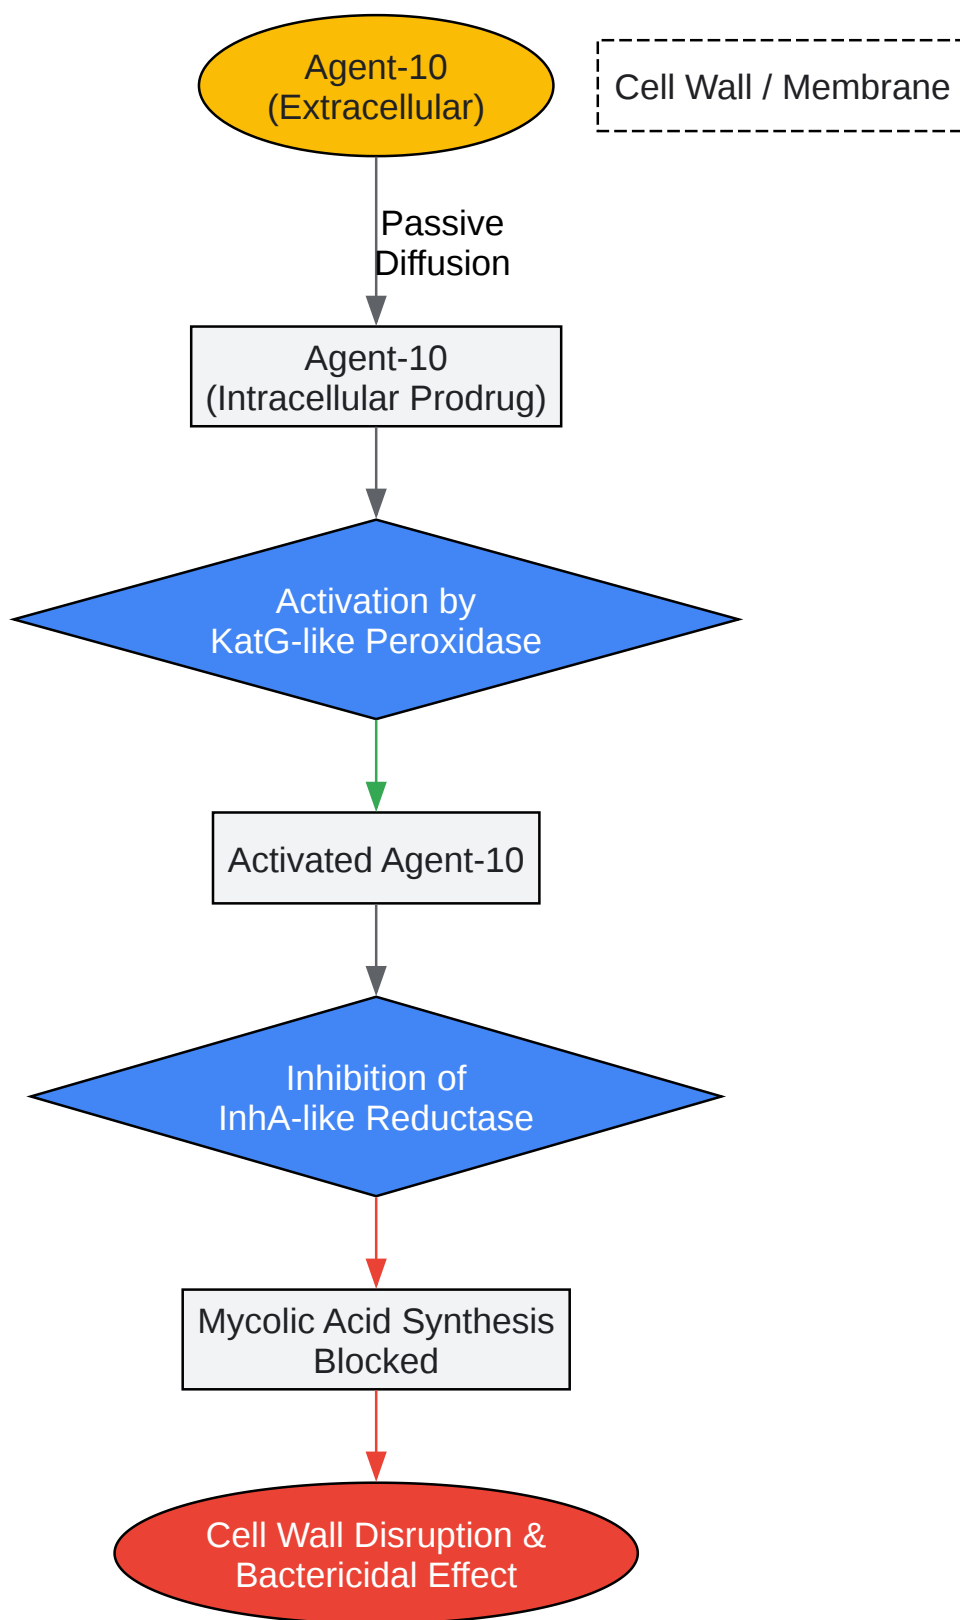 Agent-10
(Extracellular)
Cell Wall / Membrane
Passive
Diffusion
Agent-10
(Intracellular Prodrug)
Activation by
KatG-like Peroxidase
Activated Agent-10
Inhibition of
InhA-like Reductase
Mycolic Acid Synthesis
Blocked
Cell Wall Disruption &
Bactericidal Effect